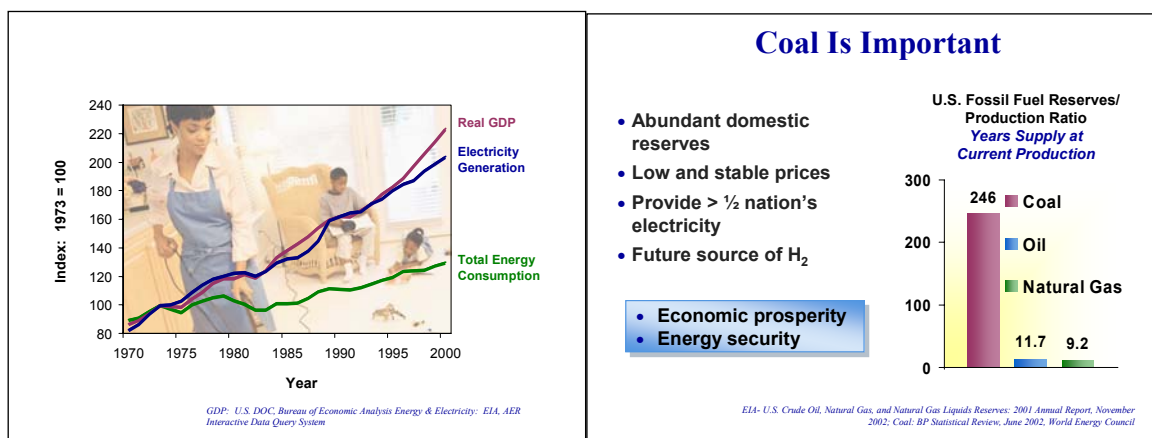 240
220
200
180
160
140
120
100
80
Index:  1973 = 100
1970 1975 1980 1985 1990 1995 2000
Year
Real GDP
Electricity
Generation
Total Energy
Consumption
GDP:  U.S. DOC, Bureau of Economic Analysis Energy & Electricity:  EIA, AER
Interactive Data Query System
Coal Is Important
• Abundant domestic
reserves
• Low and stable prices
• Provide > ½ nation's
electricity
• Future source of H₂
• Economic prosperity
• Energy security
U.S. Fossil Fuel Reserves/
Production Ratio
Years Supply at
Current Production
300
200
100
0
246
11.7
9.2
Coal
Oil
Natural Gas
EIA- U.S. Crude Oil, Natural Gas, and Natural Gas Liquids Reserves: 2001 Annual Report, November
2002; Coal: BP Statistical Review, June 2002, World Energy Council